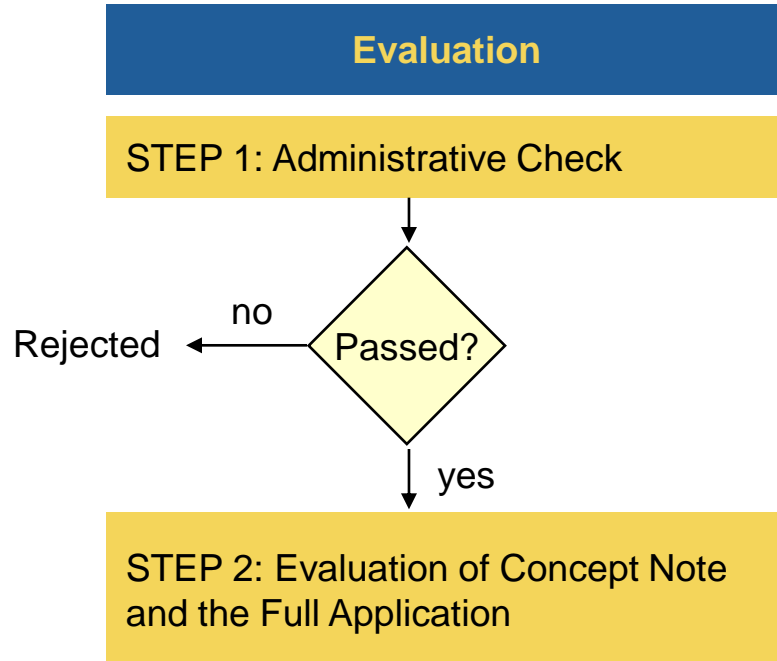 Evaluation
STEP 1: Administrative Check
no
Rejected
Passed?
yes
STEP 2: Evaluation of Concept Note
and the Full Application